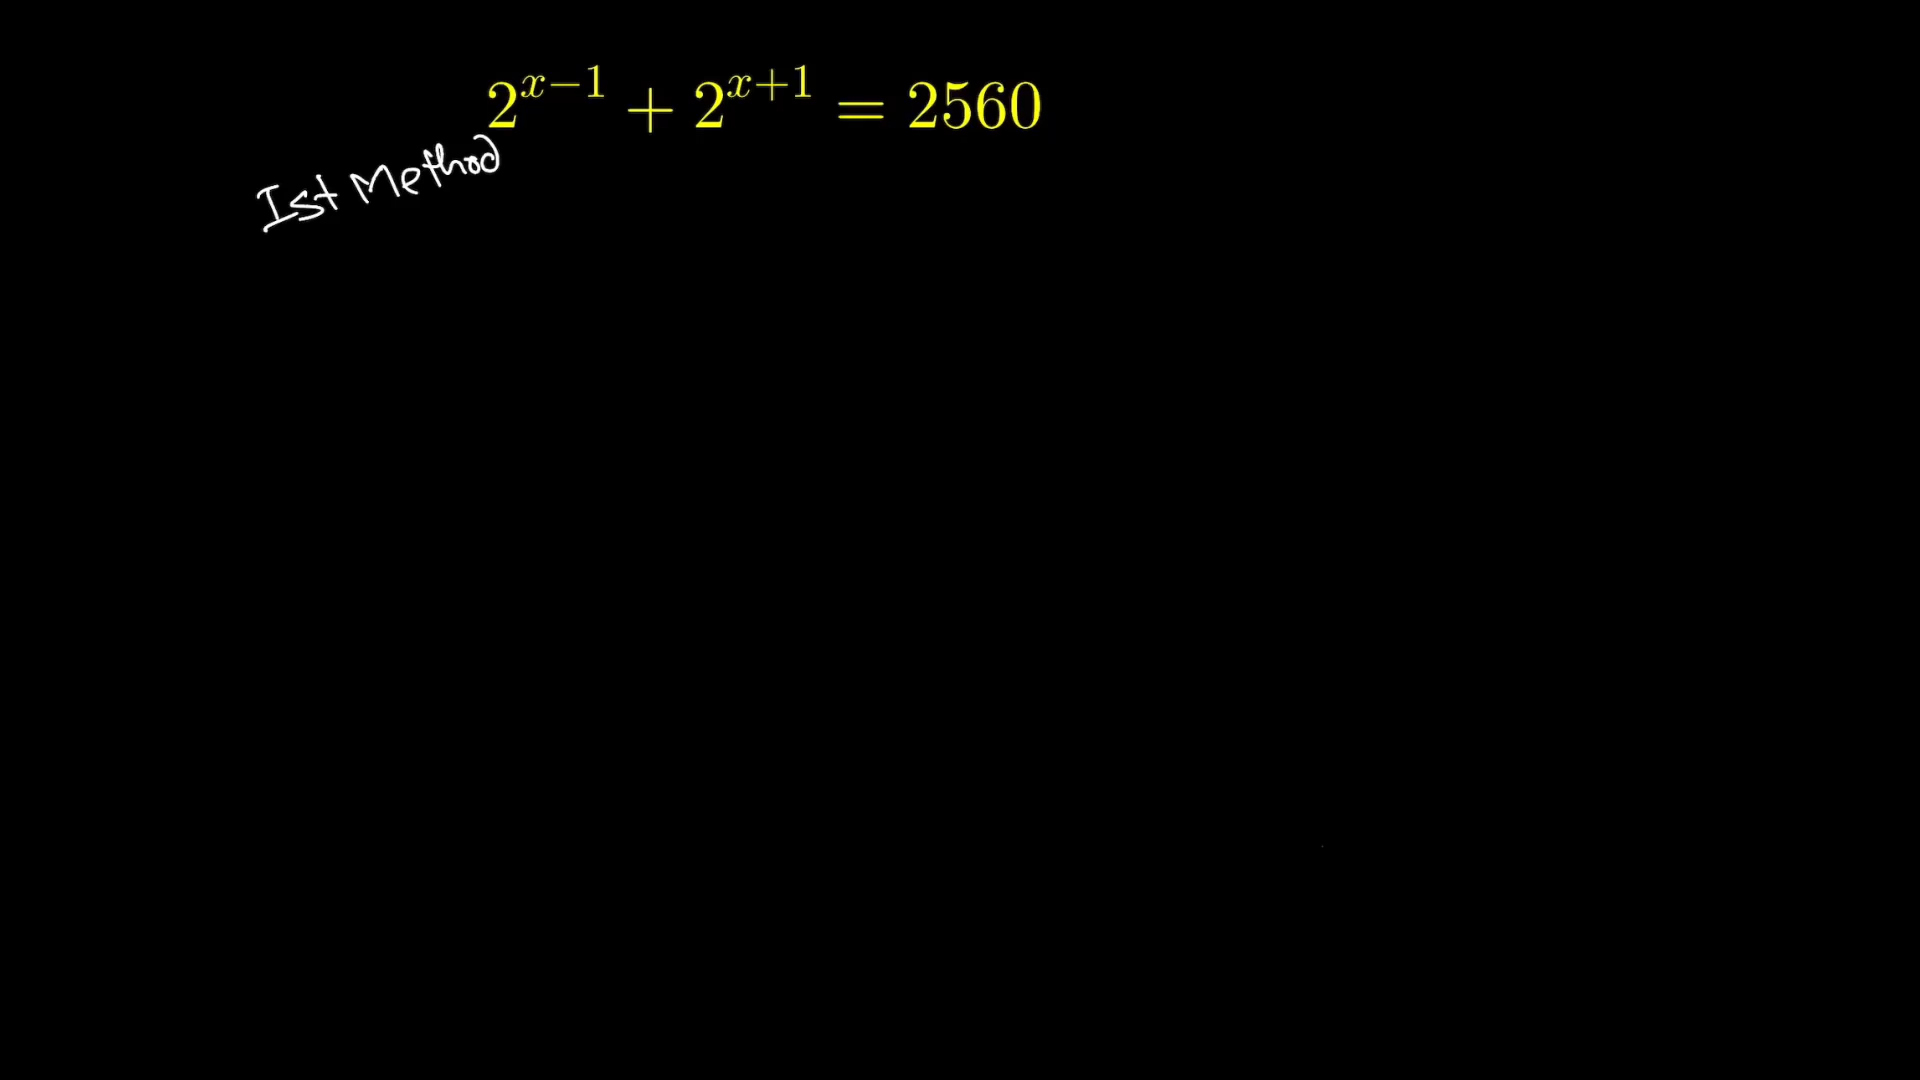 2^{x-1} + 2^{x+1} = 2560
Ist Method